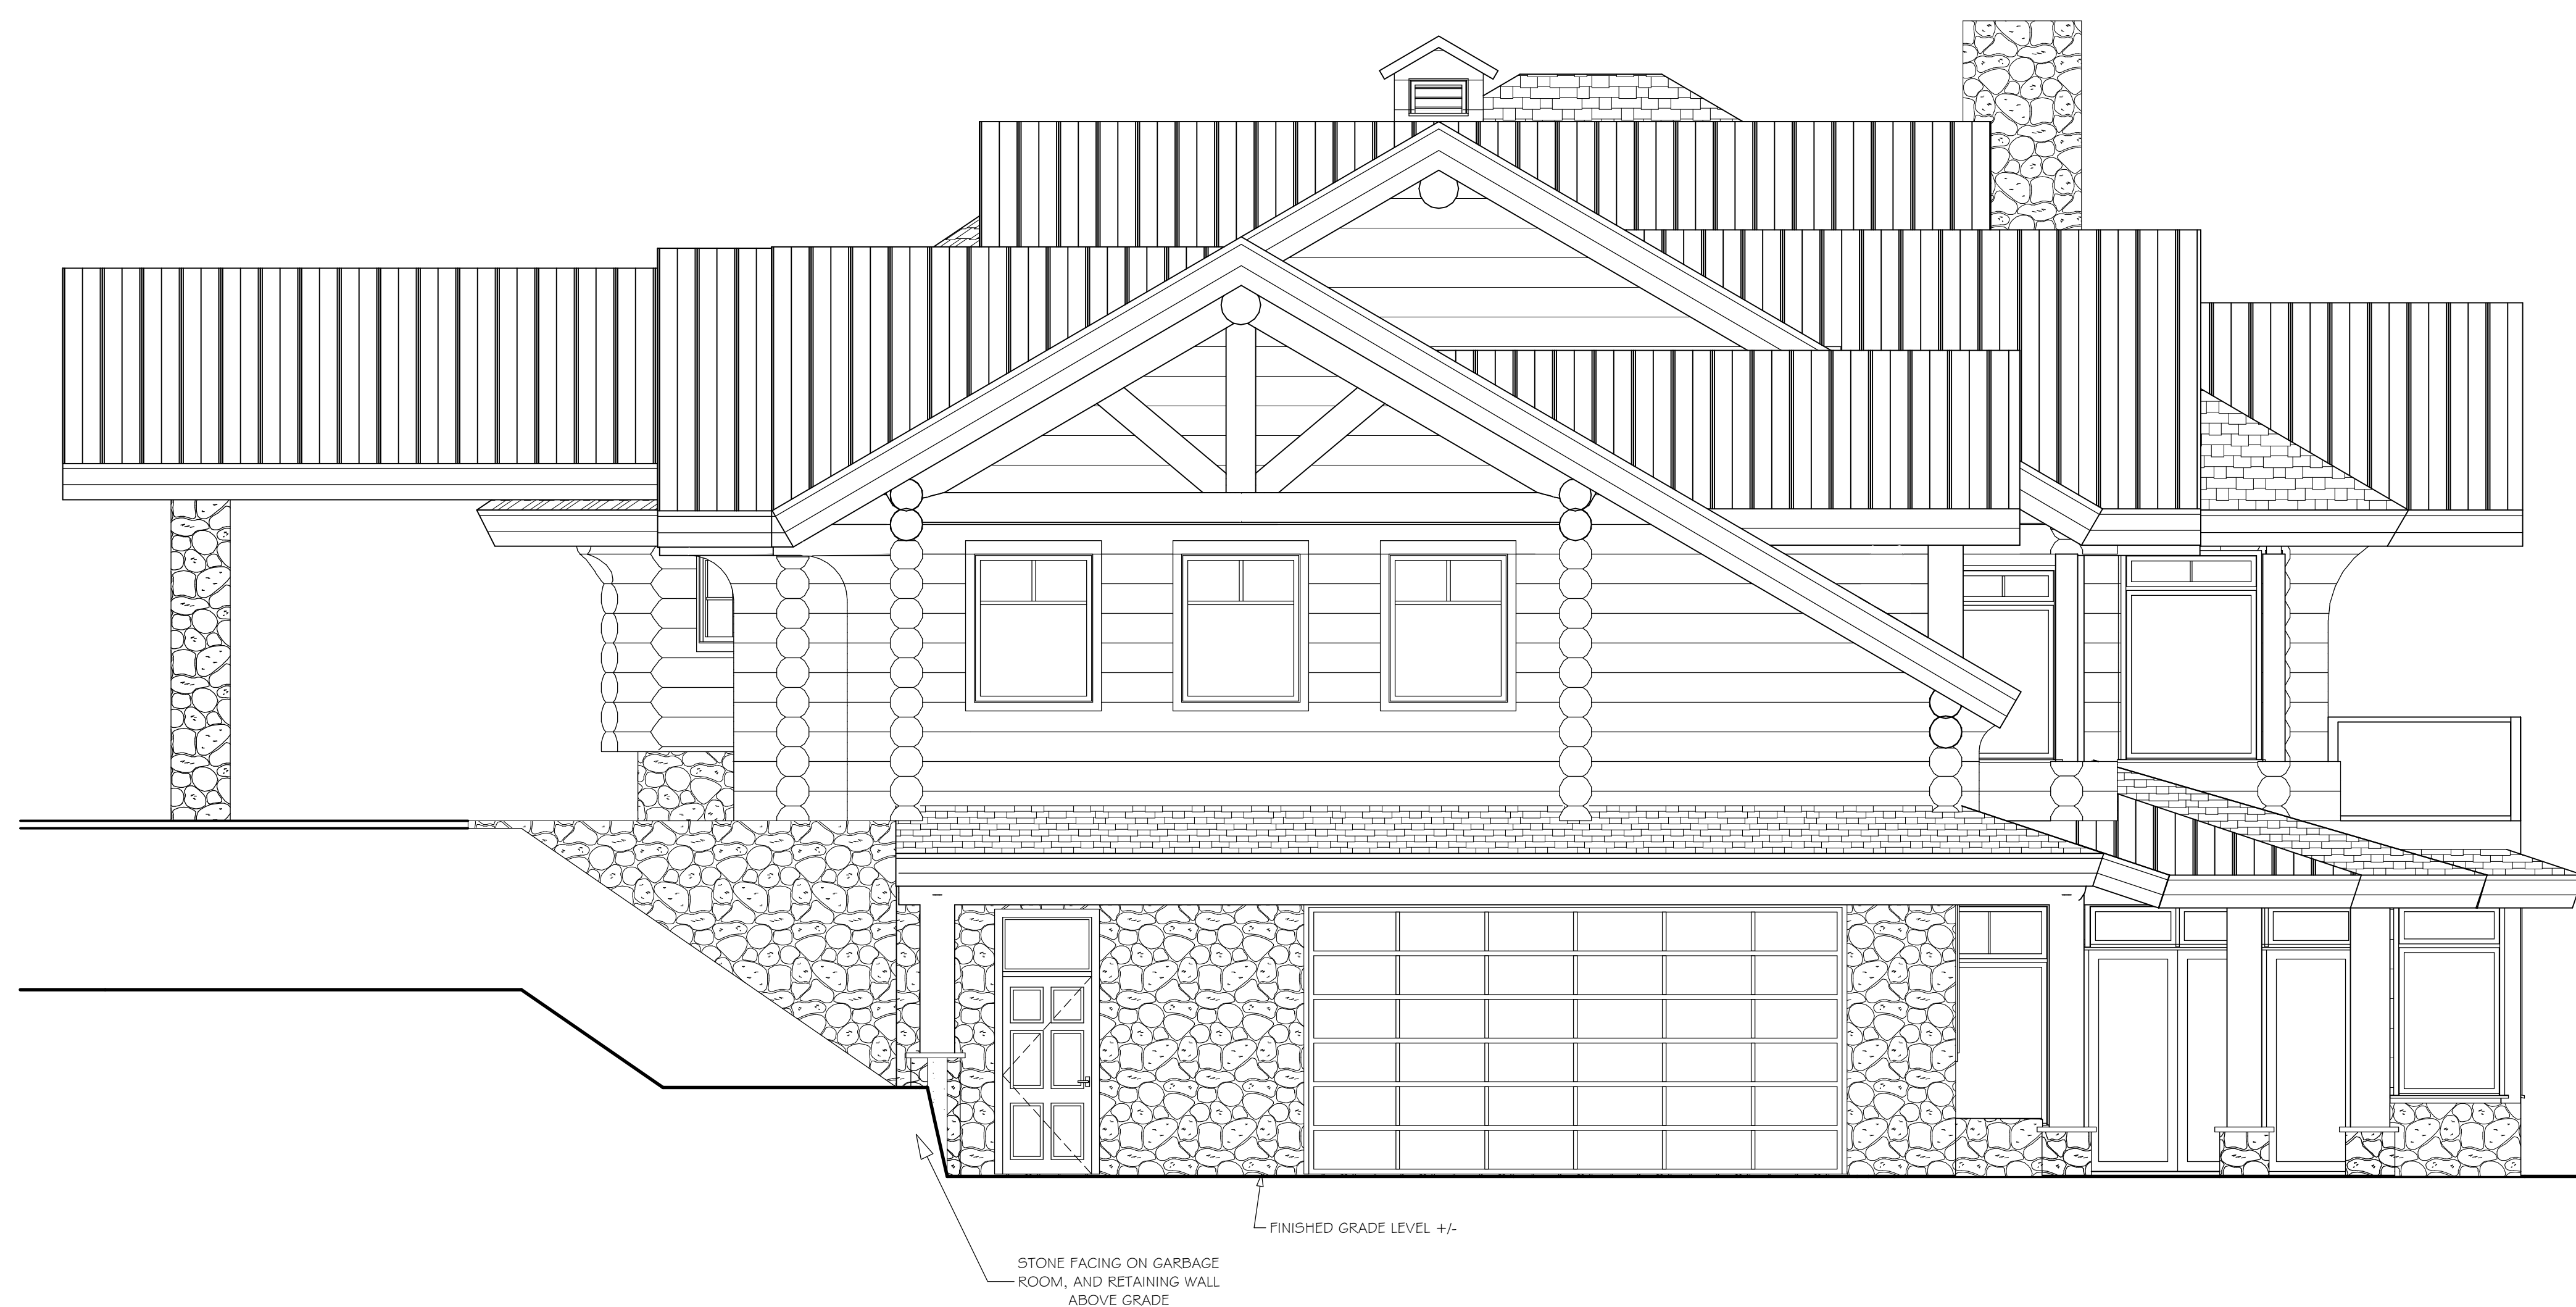 FINISHED GRADE LEVEL +/-
STONE FACING ON GARBAGE
ROOM, AND RETAINING WALL
ABOVE GRADE